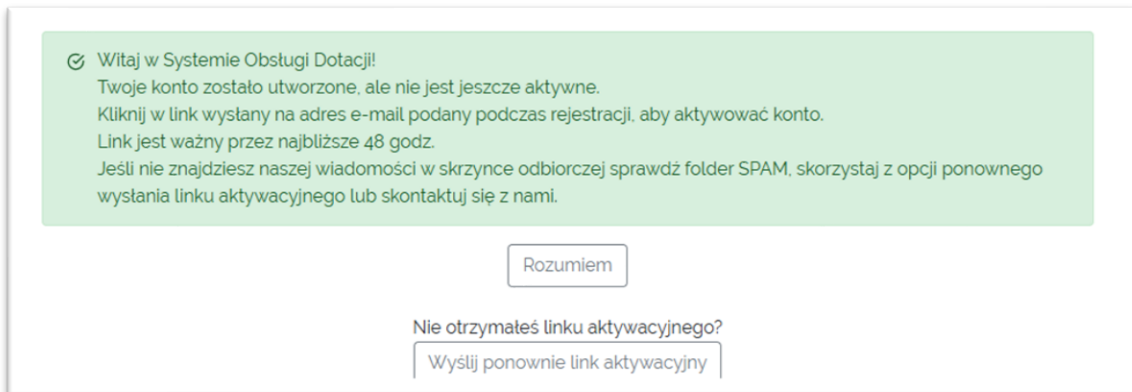 Witaj w Systemie Obsługi Dotacji!
Twoje konto zostało utworzone, ale nie jest jeszcze aktywne.
Kliknij w link wysłany na adres e-mail podany podczas rejestracji, aby aktywować konto.
Link jest ważny przez najbliższe 48 godz.
Jeśli nie znajdziesz naszej wiadomości w skrzynce odbiorczej sprawdź folder SPAM, skorzystaj z opcji ponownego
wysłania linku aktywacyjnego lub skontaktuj się z nami.
Rozumiem
Nie otrzymałeś linku aktywacyjnego?
Wyślij ponownie link aktywacyjny